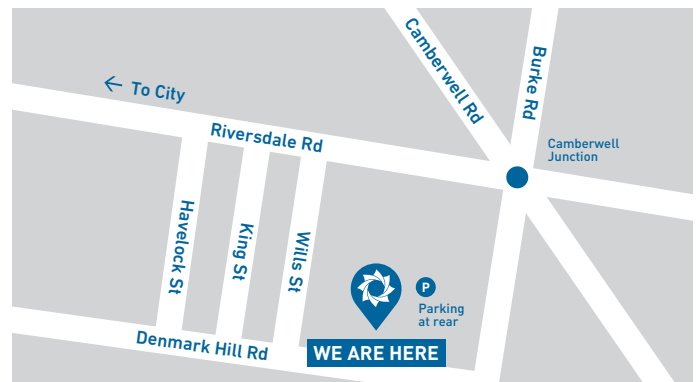 Camberwell Rd
Burke Rd
To City
Riversdale Rd
Camberwell
Junction
Havelock St
King St
Wills St
P
Parking
at rear
Denmark Hill Rd
WE ARE HERE